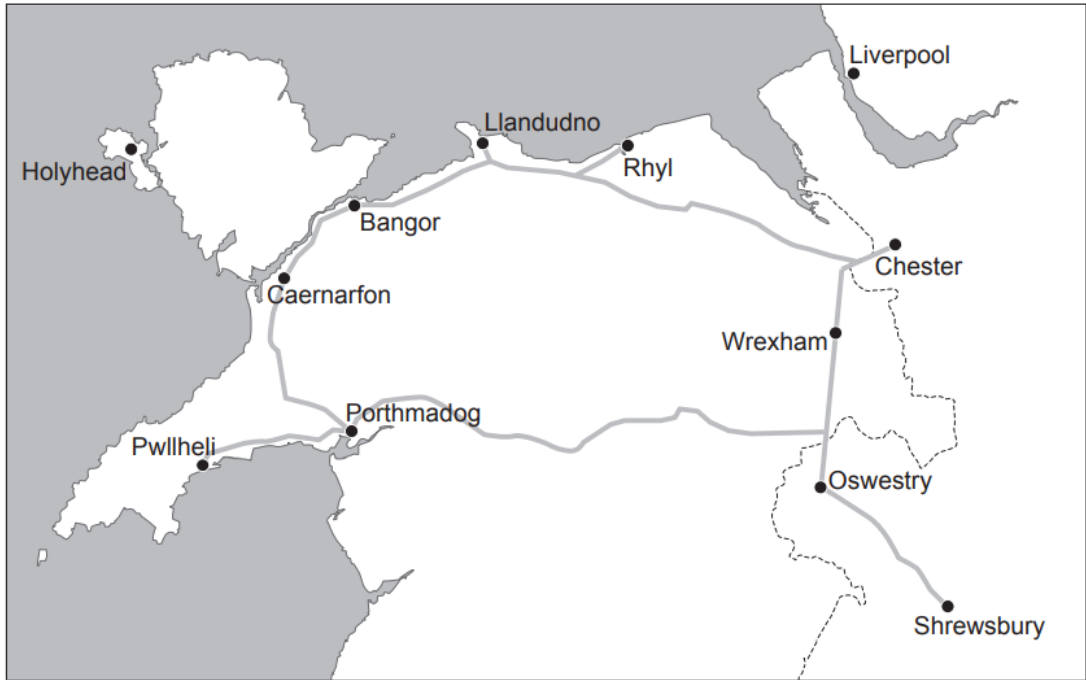 Liverpool
Llandudno
Holyhead
Rhyl
Bangor
Chester
Caernarfon
Wrexham
Porthmadog
Pwllheli
Oswestry
Shrewsbury